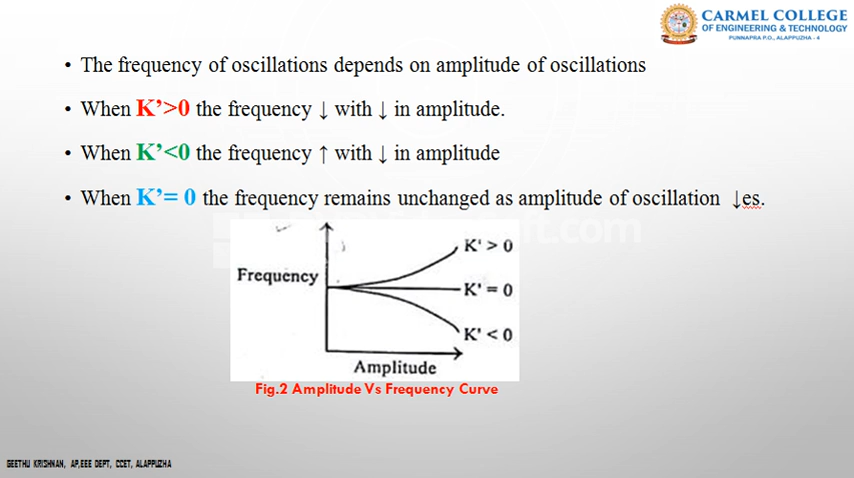 CARMEL COLLEGE
OF ENGINEERING & TECHNOLOGY
PUNNAPRA P.O., ALAPPUZHA - 4
• The frequency of oscillations depends on amplitude of oscillations
• When K’>0 the frequency ↓ with ↓ in amplitude.
• When K’<0 the frequency ↑ with ↓ in amplitude
• When K’= 0 the frequency remains unchanged as amplitude of oscillation ↓es.
K' > 0
Frequency
K' = 0
K' < 0
Amplitude
Fig.2 Amplitude Vs Frequency Curve
GEETHU KRISHNAN, AP,EEE DEPT, CCET, ALAPPUZHA